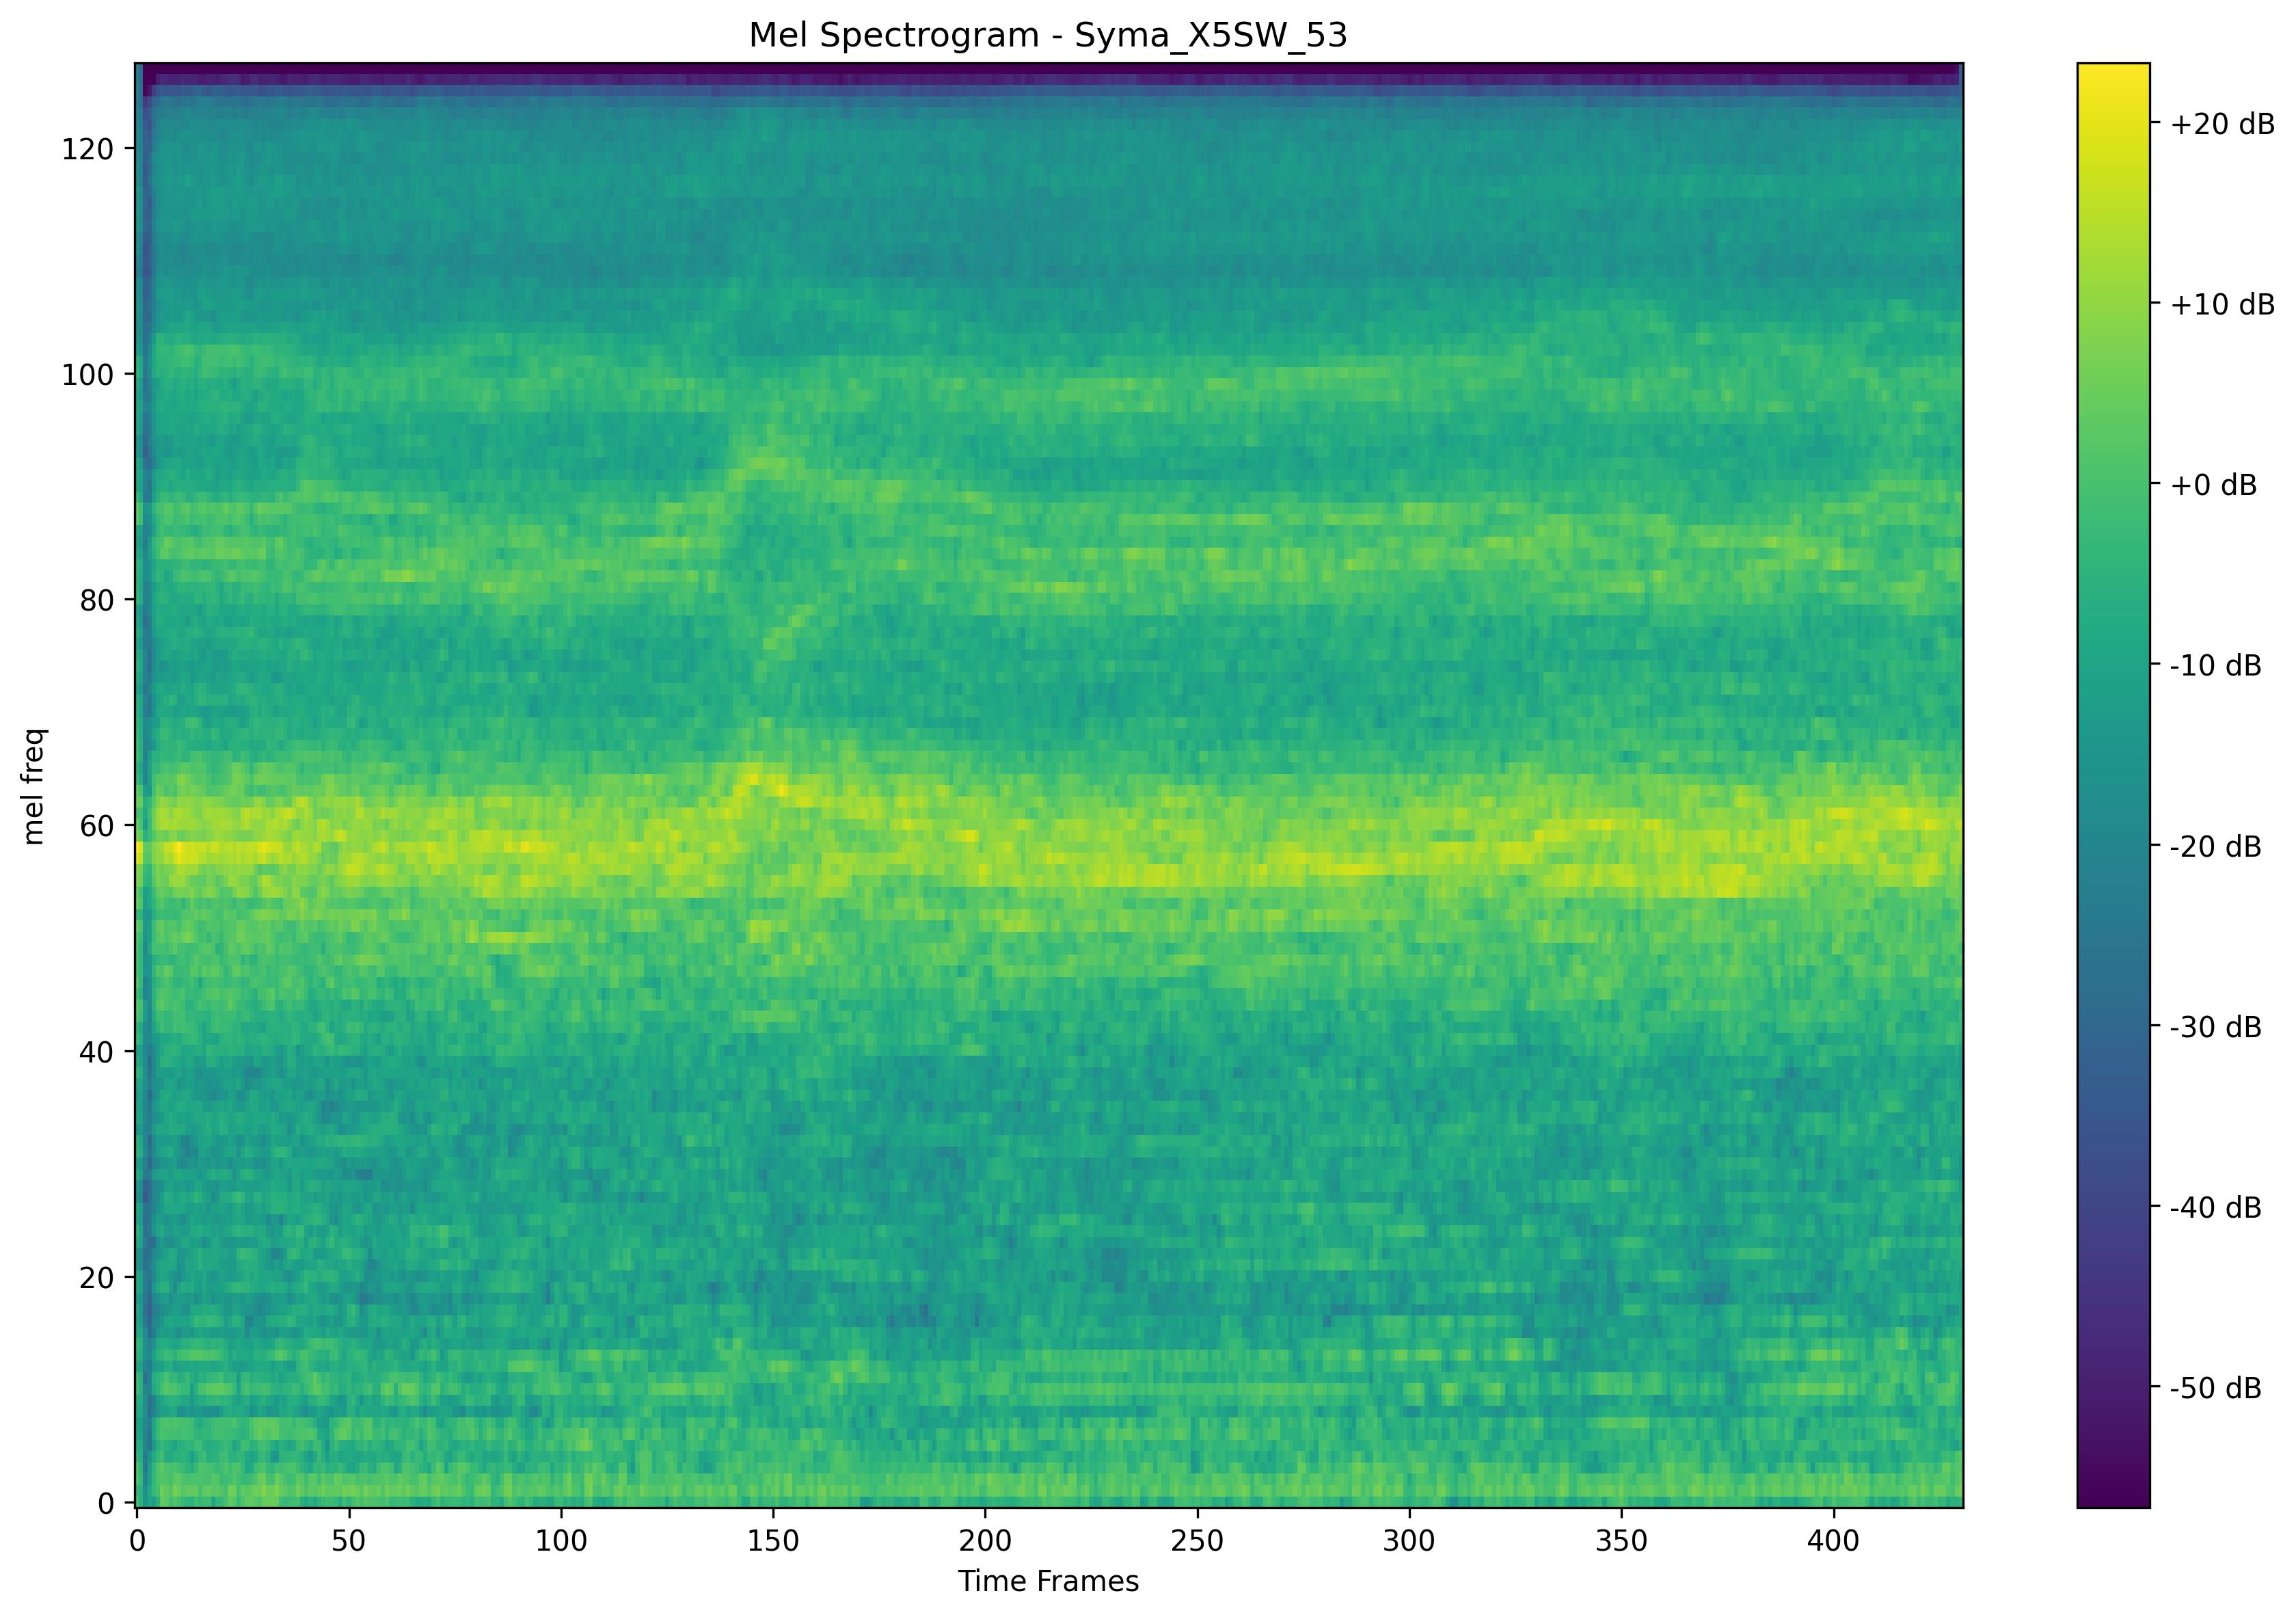 Mel Spectrogram - Syma_X5SW_53
mel freq
120
100
80
60
40
20
0
0 50 100 150 200 250 300 350 400
Time Frames
+20 dB
+10 dB
+0 dB
-10 dB
-20 dB
-30 dB
-40 dB
-50 dB